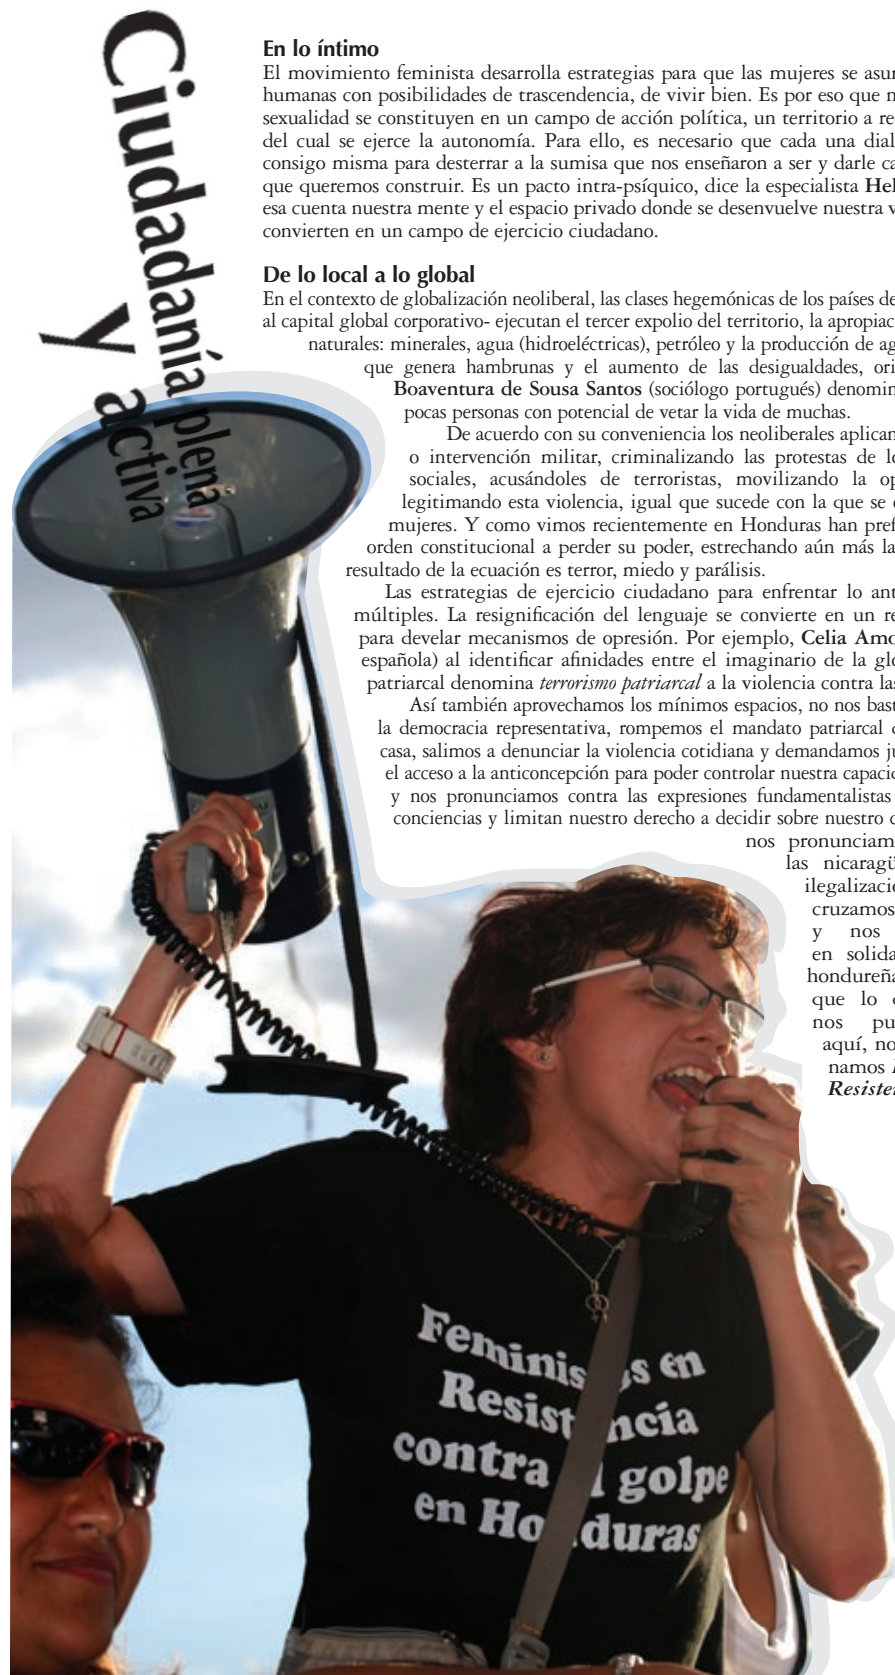 Ciudadanía plena
y activa
En lo íntimo
El movimiento feminista desarrolla estrategias para que las mujeres se asu
humanas con posibilidades de trascendencia, de vivir bien. Es por eso que n
sexualidad se constituyen en un campo de acción política, un territorio a re
del cual se ejerce la autonomía. Para ello, es necesario que cada una dial
consigo misma para desterrar a la sumisa que nos enseñaron a ser y darle ca
que queremos construir. Es un pacto intra-psíquico, dice la especialista Hel
esa cuenta nuestra mente y el espacio privado donde se desenvuelve nuestra v
convierten en un campo de ejercicio ciudadano.
De lo local a lo global
En el contexto de globalización neoliberal, las clases hegemónicas de los países de
al capital global corporativo- ejecutan el tercer expolio del territorio, la apropiac
naturales: minerales, agua (hidroeléctricas), petróleo y la producción de ag
que genera hambrunas y el aumento de las desigualdades, ori
Boaventura de Sousa Santos (sociólogo portugués) denomin
pocas personas con potencial de vetar la vida de muchas.
De acuerdo con su conveniencia los neoliberales aplican
o intervención militar, criminalizando las protestas de l
sociales, acusándoles de terroristas, movilizando la op
legitimando esta violencia, igual que sucede con la que se
mujeres. Y como vimos recientemente en Honduras han pref
orden constitucional a perder su poder, estrechando aún más la
resultado de la ecuación es terror, miedo y parálisis.
Las estrategias de ejercicio ciudadano para enfrentar lo ant
múltiples. La resignificación del lenguaje se convierte en un re
para develar mecanismos de opresión. Por ejemplo, Celia Amo
española) al identificar afinidades entre el imaginario de la glo
patriarcal denomina terrorismo patriarcal a la violencia contra las
Así también aprovechamos los mínimos espacios, no nos bast
la democracia representativa, rompemos el mandato patriarcal
casa, salimos a denunciar la violencia cotidiana y demandamos ju
el acceso a la anticoncepción para poder controlar nuestra capaci
y nos pronunciamos contra las expresiones fundamentalistas
conciencias y limitan nuestro derecho a decidir sobre nuestro
nos pronunciam
las nicaragü
ilegalizaci
cruzamos
y nos
en solida
hondureña
que lo
nos pu
aquí, no
namos
Resiste
Feminis s en
Resist ncia
contra l golpe
en Ho duras